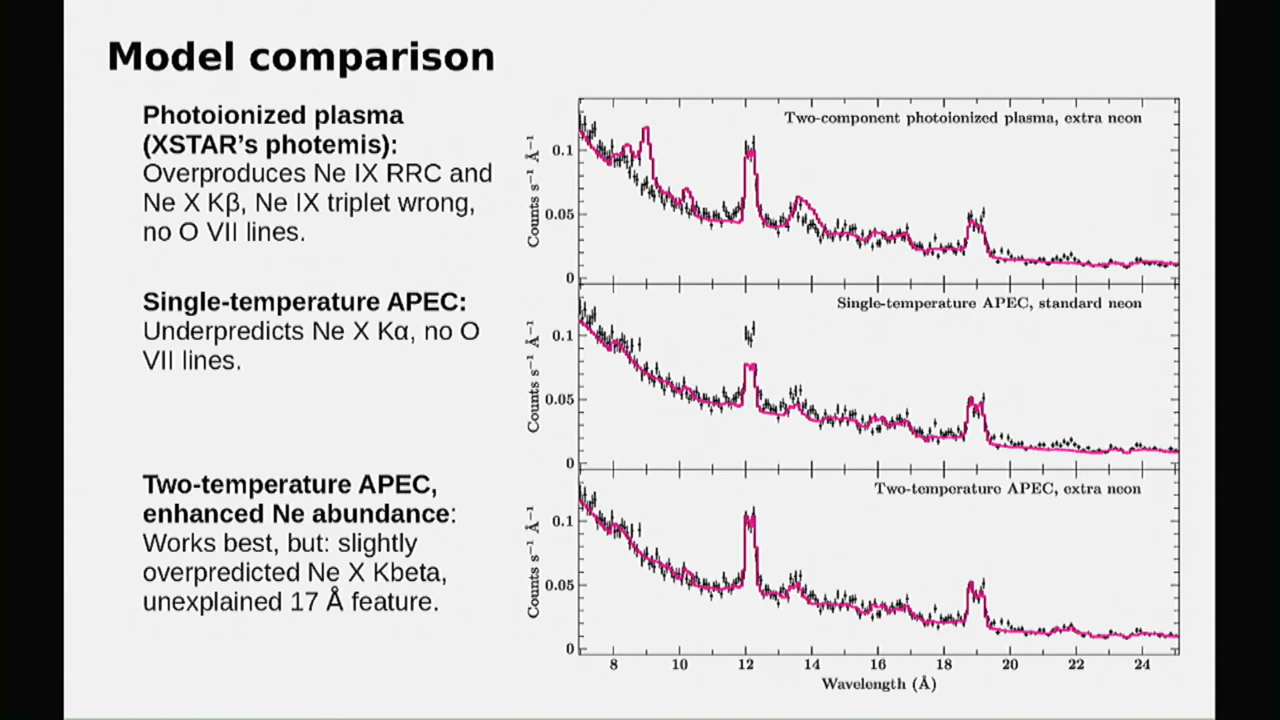 Model comparison
Photoionized plasma
(XSTAR's photemis):
Overproduces Ne IX RRC and
Ne X Kβ, Ne IX triplet wrong,
no O VII lines.
Single-temperature APEC:
Underpredicts Ne X Kα, no O
VII lines.
Two-temperature APEC,
enhanced Ne abundance:
Works best, but: slightly
overpredicted Ne X Kbeta,
unexplained 17 Å feature.
Two-component photoionized plasma, extra neon
Counts s⁻¹ Å⁻¹
0.1
0.05
0
Single-temperature APEC, standard neon
Counts s⁻¹ Å⁻¹
0.1
0.05
0
Two-temperature APEC, extra neon
Counts s⁻¹ Å⁻¹
0.1
0.05
0
8 10 12 14 16 18 20 22 24
Wavelength (Å)